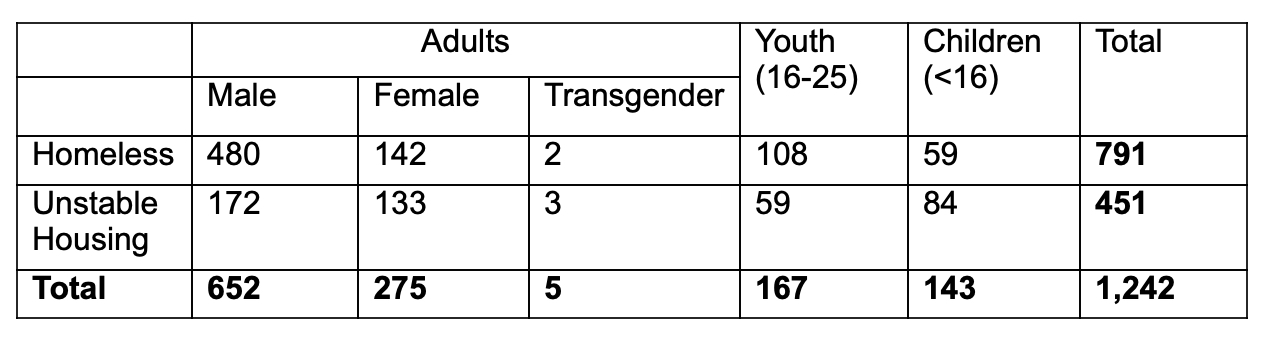 Adults Youth (16-25) Children (<16) Total
Male Female Transgender
Homeless 480 142 2 108 59 791
Unstable Housing 172 133 3 59 84 451
Total 652 275 5 167 143 1,242